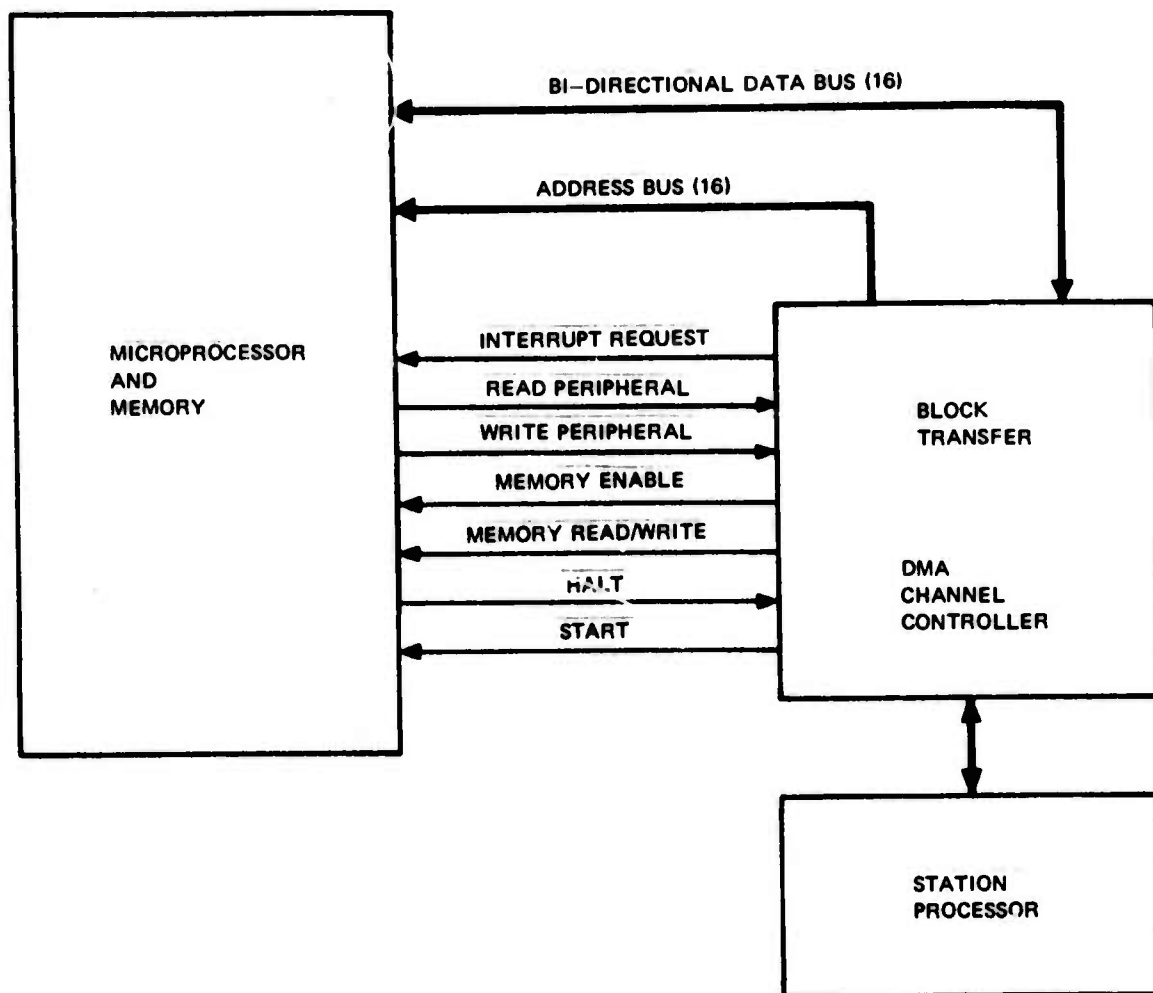 BI-DIRECTIONAL DATA BUS (16)
ADDRESS BUS (16)
INTERRUPT REQUEST
READ PERIPHERAL
WRITE PERIPHERAL
MEMORY ENABLE
MEMORY READ/WRITE
HALT
START
MICROPROCESSOR
AND
MEMORY
BLOCK
TRANSFER
DMA
CHANNEL
CONTROLLER
STATION
PROCESSOR